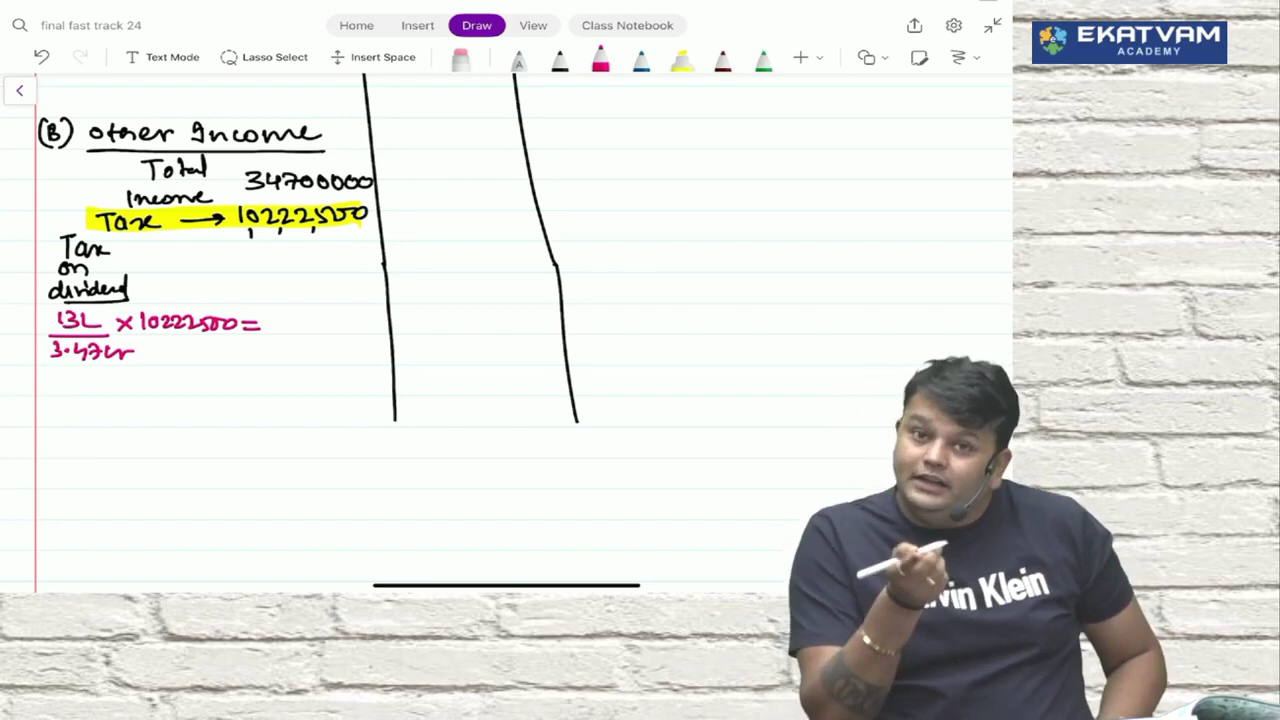 final fast track 24
Home Insert Draw View Class Notebook
Text Mode Lasso Select Insert Space
EKATVAM
ACADEMY
(B) Other Income
Total
Income 34700000
Tax → 10222500
Tax
on
dividend
13L × 10222500 =
3.47cr
vin Klein